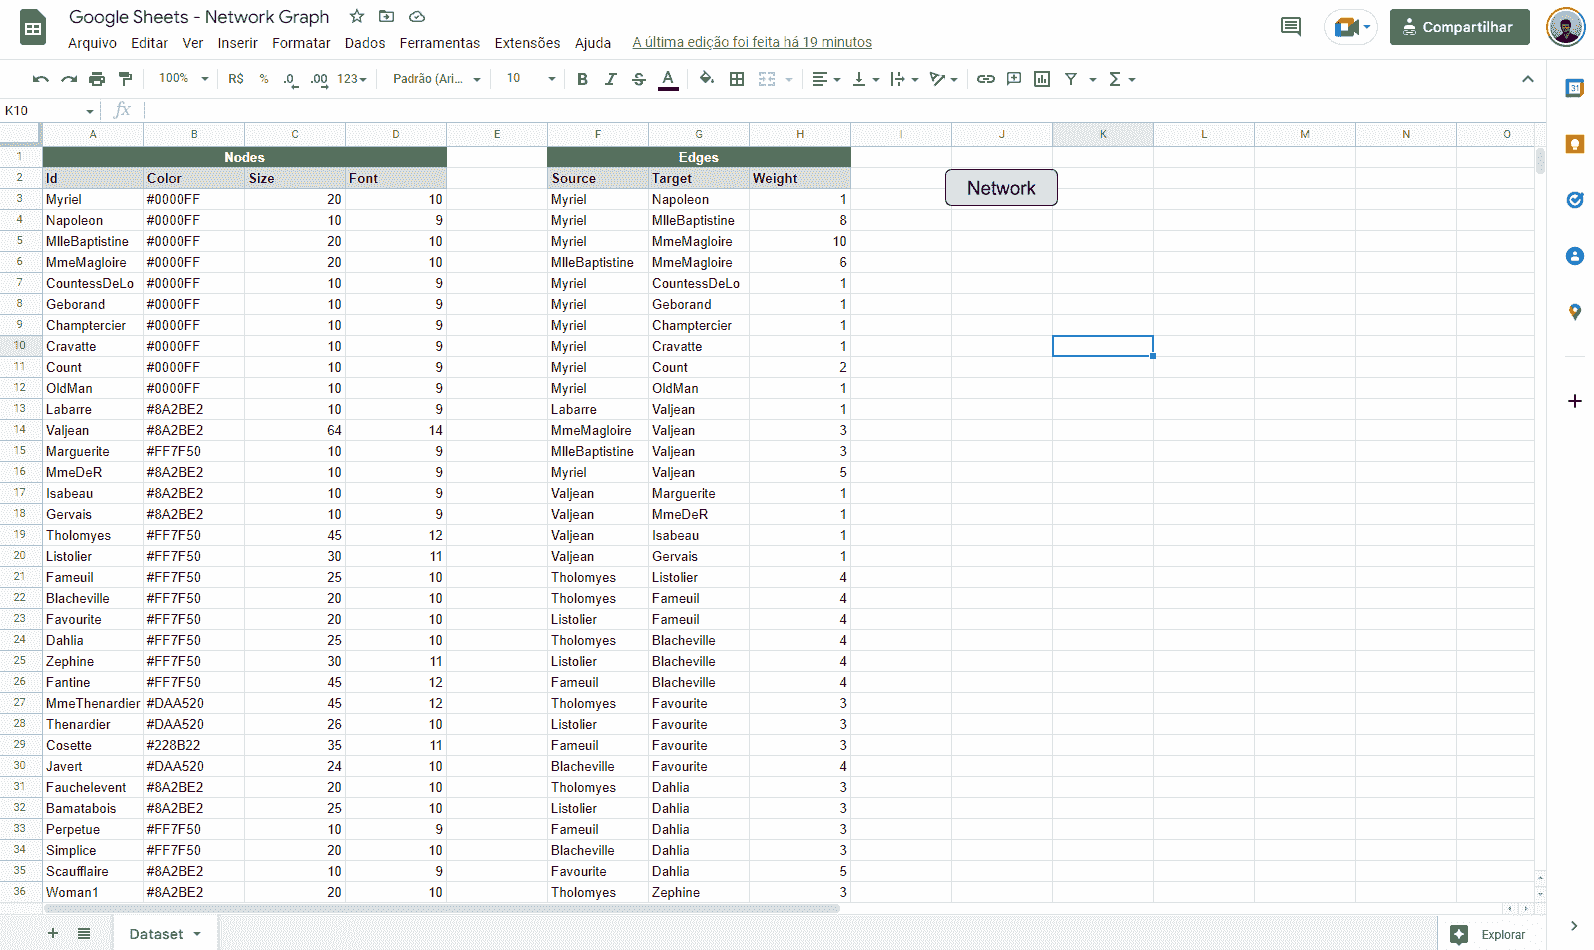 Google Sheets - Network Graph
Arquivo Editar Ver Inserir Formatar Dados Ferramentas Extensões Ajuda A última edição foi feita há 19 minutos
Compartilhar
100% R$ % .0 .00 123 Padrão (Ari... 10 B I S A Σ
31
K10 fx
A B C D E F G H I J K L M N O
1 Nodes Edges
2 Id Color Size Font Source Target Weight
Network
3 Myriel #0000FF 20 10 Myriel Napoleon 1
4 Napoleon #0000FF 10 9 Myriel MlleBaptistine 8
5 MlleBaptistine #0000FF 20 10 Myriel MmeMagloire 10
6 MmeMagloire #0000FF 20 10 MlleBaptistine MmeMagloire 6
7 CountessDeLo #0000FF 10 9 Myriel CountessDeLo 1
8 Geborand #0000FF 10 9 Myriel Geborand 1
9 Champtercier #0000FF 10 9 Myriel Champtercier 1
10 Cravatte #0000FF 10 9 Myriel Cravatte 1
11 Count #0000FF 10 9 Myriel Count 2
12 OldMan #0000FF 10 9 Myriel OldMan 1
13 Labarre #8A2BE2 10 9 Labarre Valjean 1
14 Valjean #8A2BE2 64 14 MmeMagloire Valjean 3
15 Marguerite #FF7F50 10 9 MlleBaptistine Valjean 3
16 MmeDeR #8A2BE2 10 9 Myriel Valjean 5
17 Isabeau #8A2BE2 10 9 Valjean Marguerite 1
18 Gervais #8A2BE2 10 9 Valjean MmeDeR 1
19 Tholomyes #FF7F50 45 12 Valjean Isabeau 1
20 Listolier #FF7F50 30 11 Valjean Gervais 1
21 Fameuil #FF7F50 25 10 Tholomyes Listolier 4
22 Blacheville #FF7F50 20 10 Tholomyes Fameuil 4
23 Favourite #FF7F50 20 10 Listolier Fameuil 4
24 Dahlia #FF7F50 25 10 Tholomyes Blacheville 4
25 Zephine #FF7F50 30 11 Listolier Blacheville 4
26 Fantine #FF7F50 45 12 Fameuil Blacheville 4
27 MmeThenardier #DAA520 45 12 Tholomyes Favourite 3
28 Thenardier #DAA520 26 10 Listolier Favourite 3
29 Cosette #228B22 35 11 Fameuil Favourite 3
30 Javert #DAA520 24 10 Blacheville Favourite 4
31 Fauchelevent #8A2BE2 20 10 Tholomyes Dahlia 3
32 Bamatabois #8A2BE2 25 10 Listolier Dahlia 3
33 Perpetue #FF7F50 10 9 Fameuil Dahlia 3
34 Simplice #FF7F50 20 10 Blacheville Dahlia 3
35 Scaufflaire #8A2BE2 10 9 Favourite Dahlia 5
36 Woman1 #8A2BE2 20 10 Tholomyes Zephine 3
Dataset
Explorar